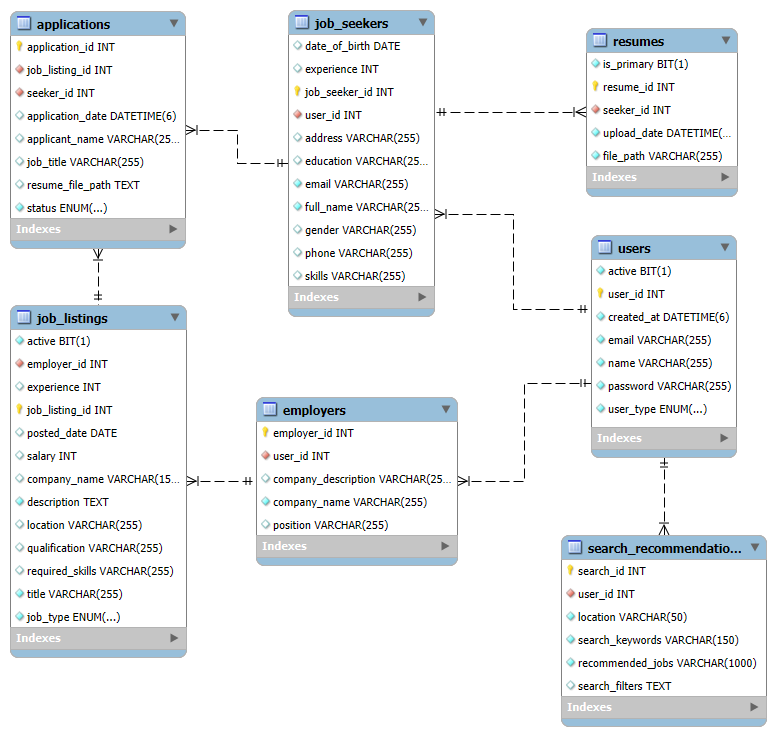 applications
application_id INT
job_listing_id INT
seeker_id INT
application_date DATETIME(6)
applicant_name VARCHAR(25...
job_title VARCHAR(255)
resume_file_path TEXT
status ENUM(...)
Indexes
job_seekers
date_of_birth DATE
experience INT
job_seeker_id INT
user_id INT
address VARCHAR(255)
education VARCHAR(25...
email VARCHAR(255)
full_name VARCHAR(25...
gender VARCHAR(255)
phone VARCHAR(255)
skills VARCHAR(255)
Indexes
resumes
is_primary BIT(1)
resume_id INT
seeker_id INT
upload_date DATETIME(...
file_path VARCHAR(255)
Indexes
users
active BIT(1)
user_id INT
created_at DATETIME(6)
email VARCHAR(255)
name VARCHAR(255)
password VARCHAR(255)
user_type ENUM(...)
Indexes
job_listings
active BIT(1)
employer_id INT
experience INT
job_listing_id INT
posted_date DATE
salary INT
company_name VARCHAR(15...
description TEXT
location VARCHAR(255)
qualification VARCHAR(255)
required_skills VARCHAR(255)
title VARCHAR(255)
job_type ENUM(...)
Indexes
employers
employer_id INT
user_id INT
company_description VARCHAR(25...
company_name VARCHAR(255)
position VARCHAR(255)
Indexes
search_recommendatio...
search_id INT
user_id INT
location VARCHAR(50)
search_keywords VARCHAR(150)
recommended_jobs VARCHAR(1000)
search_filters TEXT
Indexes